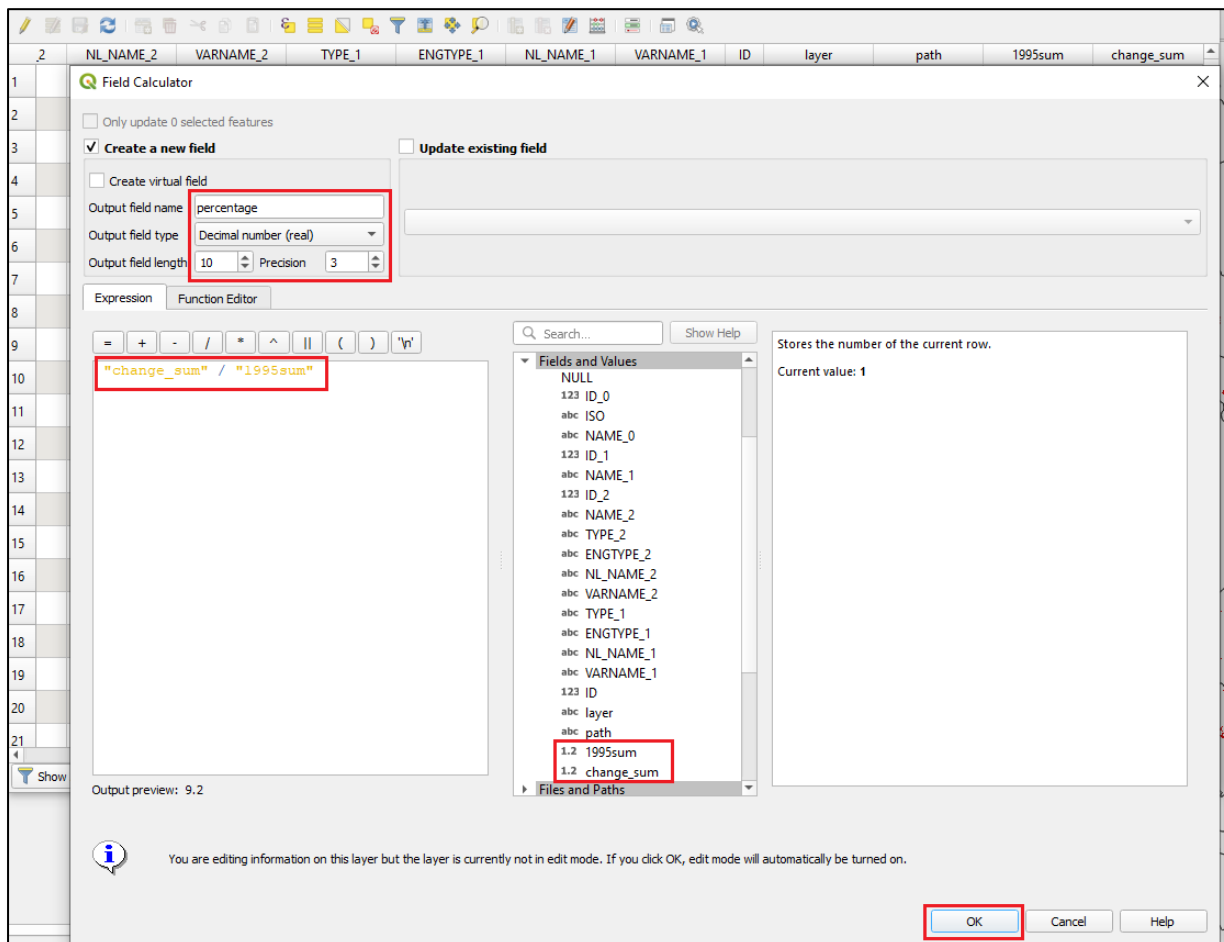 2 NL_NAME_2 VARNAME_2 TYPE_1 ENGTYPE_1 NL_NAME_1 VARNAME_1 ID layer path 1995sum change_sum
1
Field Calculator
2
Only update 0 selected features
3
Create a new field Update existing field
4
Create virtual field
5
Output field name percentage
Output field type Decimal number (real)
6
Output field length 10 Precision 3
7
Expression Function Editor
8
9
= + - / * ^ || ( ) '\n'
Search... Show Help
Stores the number of the current row.
"change_sum" / "1995sum"
Fields and Values
Current value: 1
10
NULL
123 ID_0
11
abc ISO
12
abc NAME_0
123 ID_1
13
abc NAME_1
123 ID_2
14
abc NAME_2
15
abc TYPE_2
abc ENGTYPE_2
16
abc NL_NAME_2
abc VARNAME_2
17
abc TYPE_1
abc ENGTYPE_1
18
abc NL_NAME_1
19
abc VARNAME_1
123 ID
20
abc layer
abc path
21
1.2 1995sum
Show
1.2 change_sum
Output preview: 9.2
Files and Paths
You are editing information on this layer but the layer is currently not in edit mode. If you click OK, edit mode will automatically be turned on.
OK Cancel Help